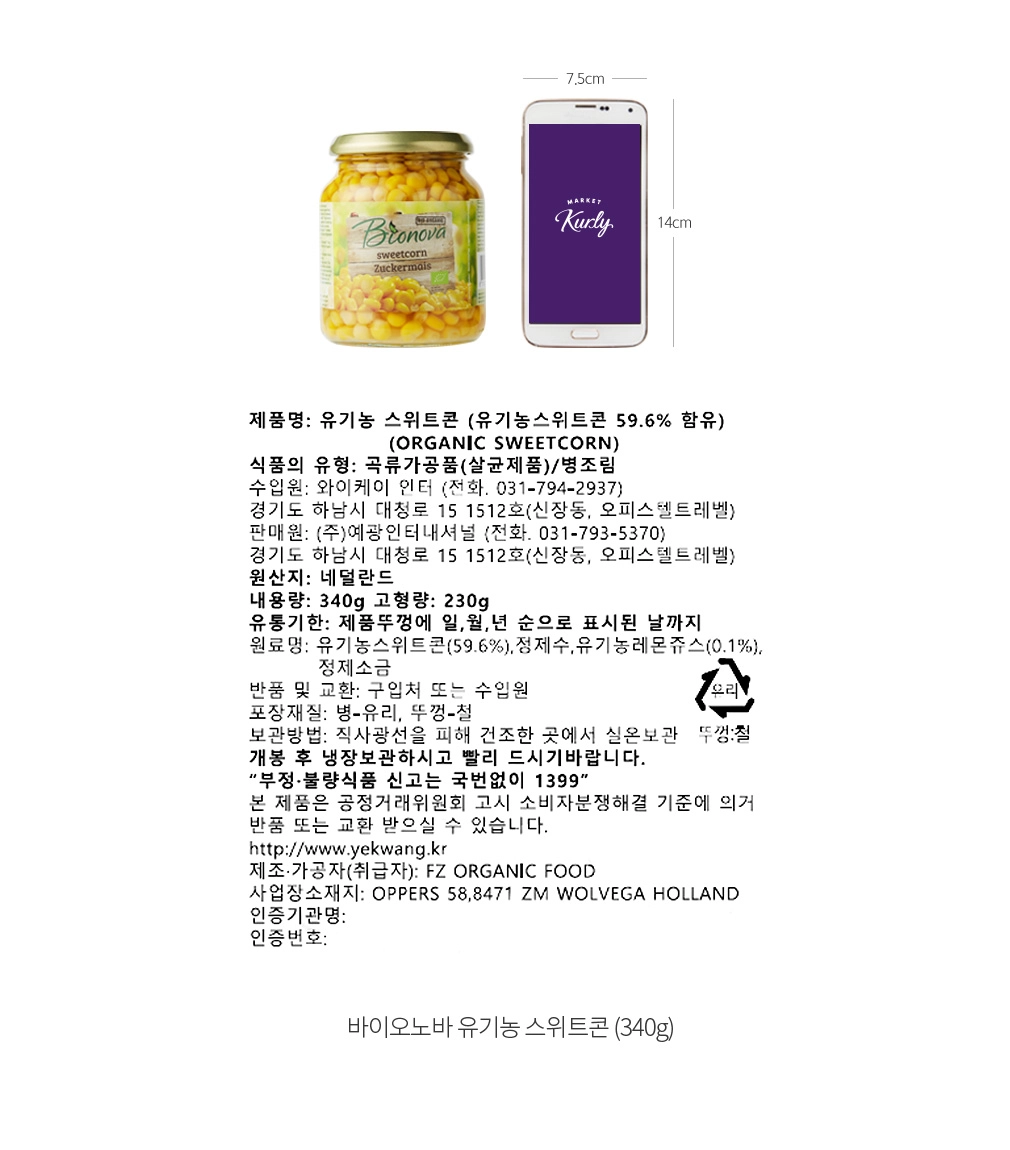 7.5cm
MARKET
Kurly
14cm
Bionova
sweetcorn
Zuckermais
제품명: 유기농 스위트콘 (유기농스위트콘 59.6% 함유)
(ORGANIC SWEETCORN)
식품의 유형: 곡류가공품(살균제품)/병조림
수입원: 와이케이 인터 (전화. 031-794-2937)
경기도 하남시 대청로 15 1512호(신장동, 오피스텔트레벨)
판매원: (주)예광인터내셔널 (전화. 031-793-5370)
경기도 하남시 대청로 15 1512호(신장동, 오피스텔트레벨)
원산지: 네덜란드
내용량: 340g 고형량: 230g
유통기한: 제품뚜껑에 일,월,년 순으로 표시된 날까지
원료명: 유기농스위트콘(59.6%),정제수,유기농레몬쥬스(0.1%),
정제소금
반품 및 교환: 구입처 또는 수입원
유리
포장재질: 병-유리, 뚜껑-철
보관방법: 직사광선을 피해 건조한 곳에서 실온보관 뚜껑:철
개봉 후 냉장보관하시고 빨리 드시기바랍니다.
“부정·불량식품 신고는 국번없이 1399”
본 제품은 공정거래위원회 고시 소비자분쟁해결 기준에 의거
반품 또는 교환 받으실 수 있습니다.
http://www.yekwang.kr
제조·가공자(취급자): FZ ORGANIC FOOD
사업장소재지: OPPERS 58,8471 ZM WOLVEGA HOLLAND
인증기관명:
인증번호:
바이오노바 유기농 스위트콘 (340g)